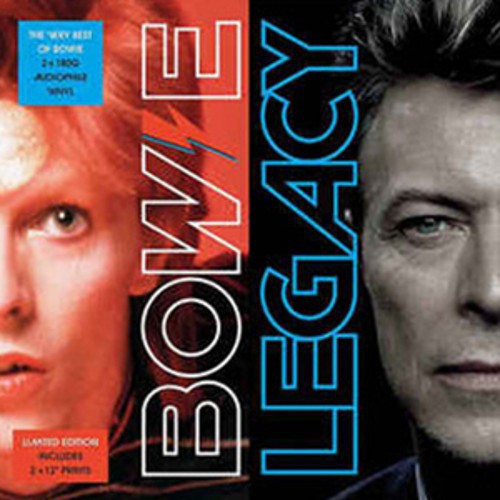 THE VERY BEST
OF BOWIE
2 x 180G
AUDIOPHILE
VINYL
BOWIE
LEGACY
LIMITED EDITION
INCLUDES
2 x 12" PRINTS